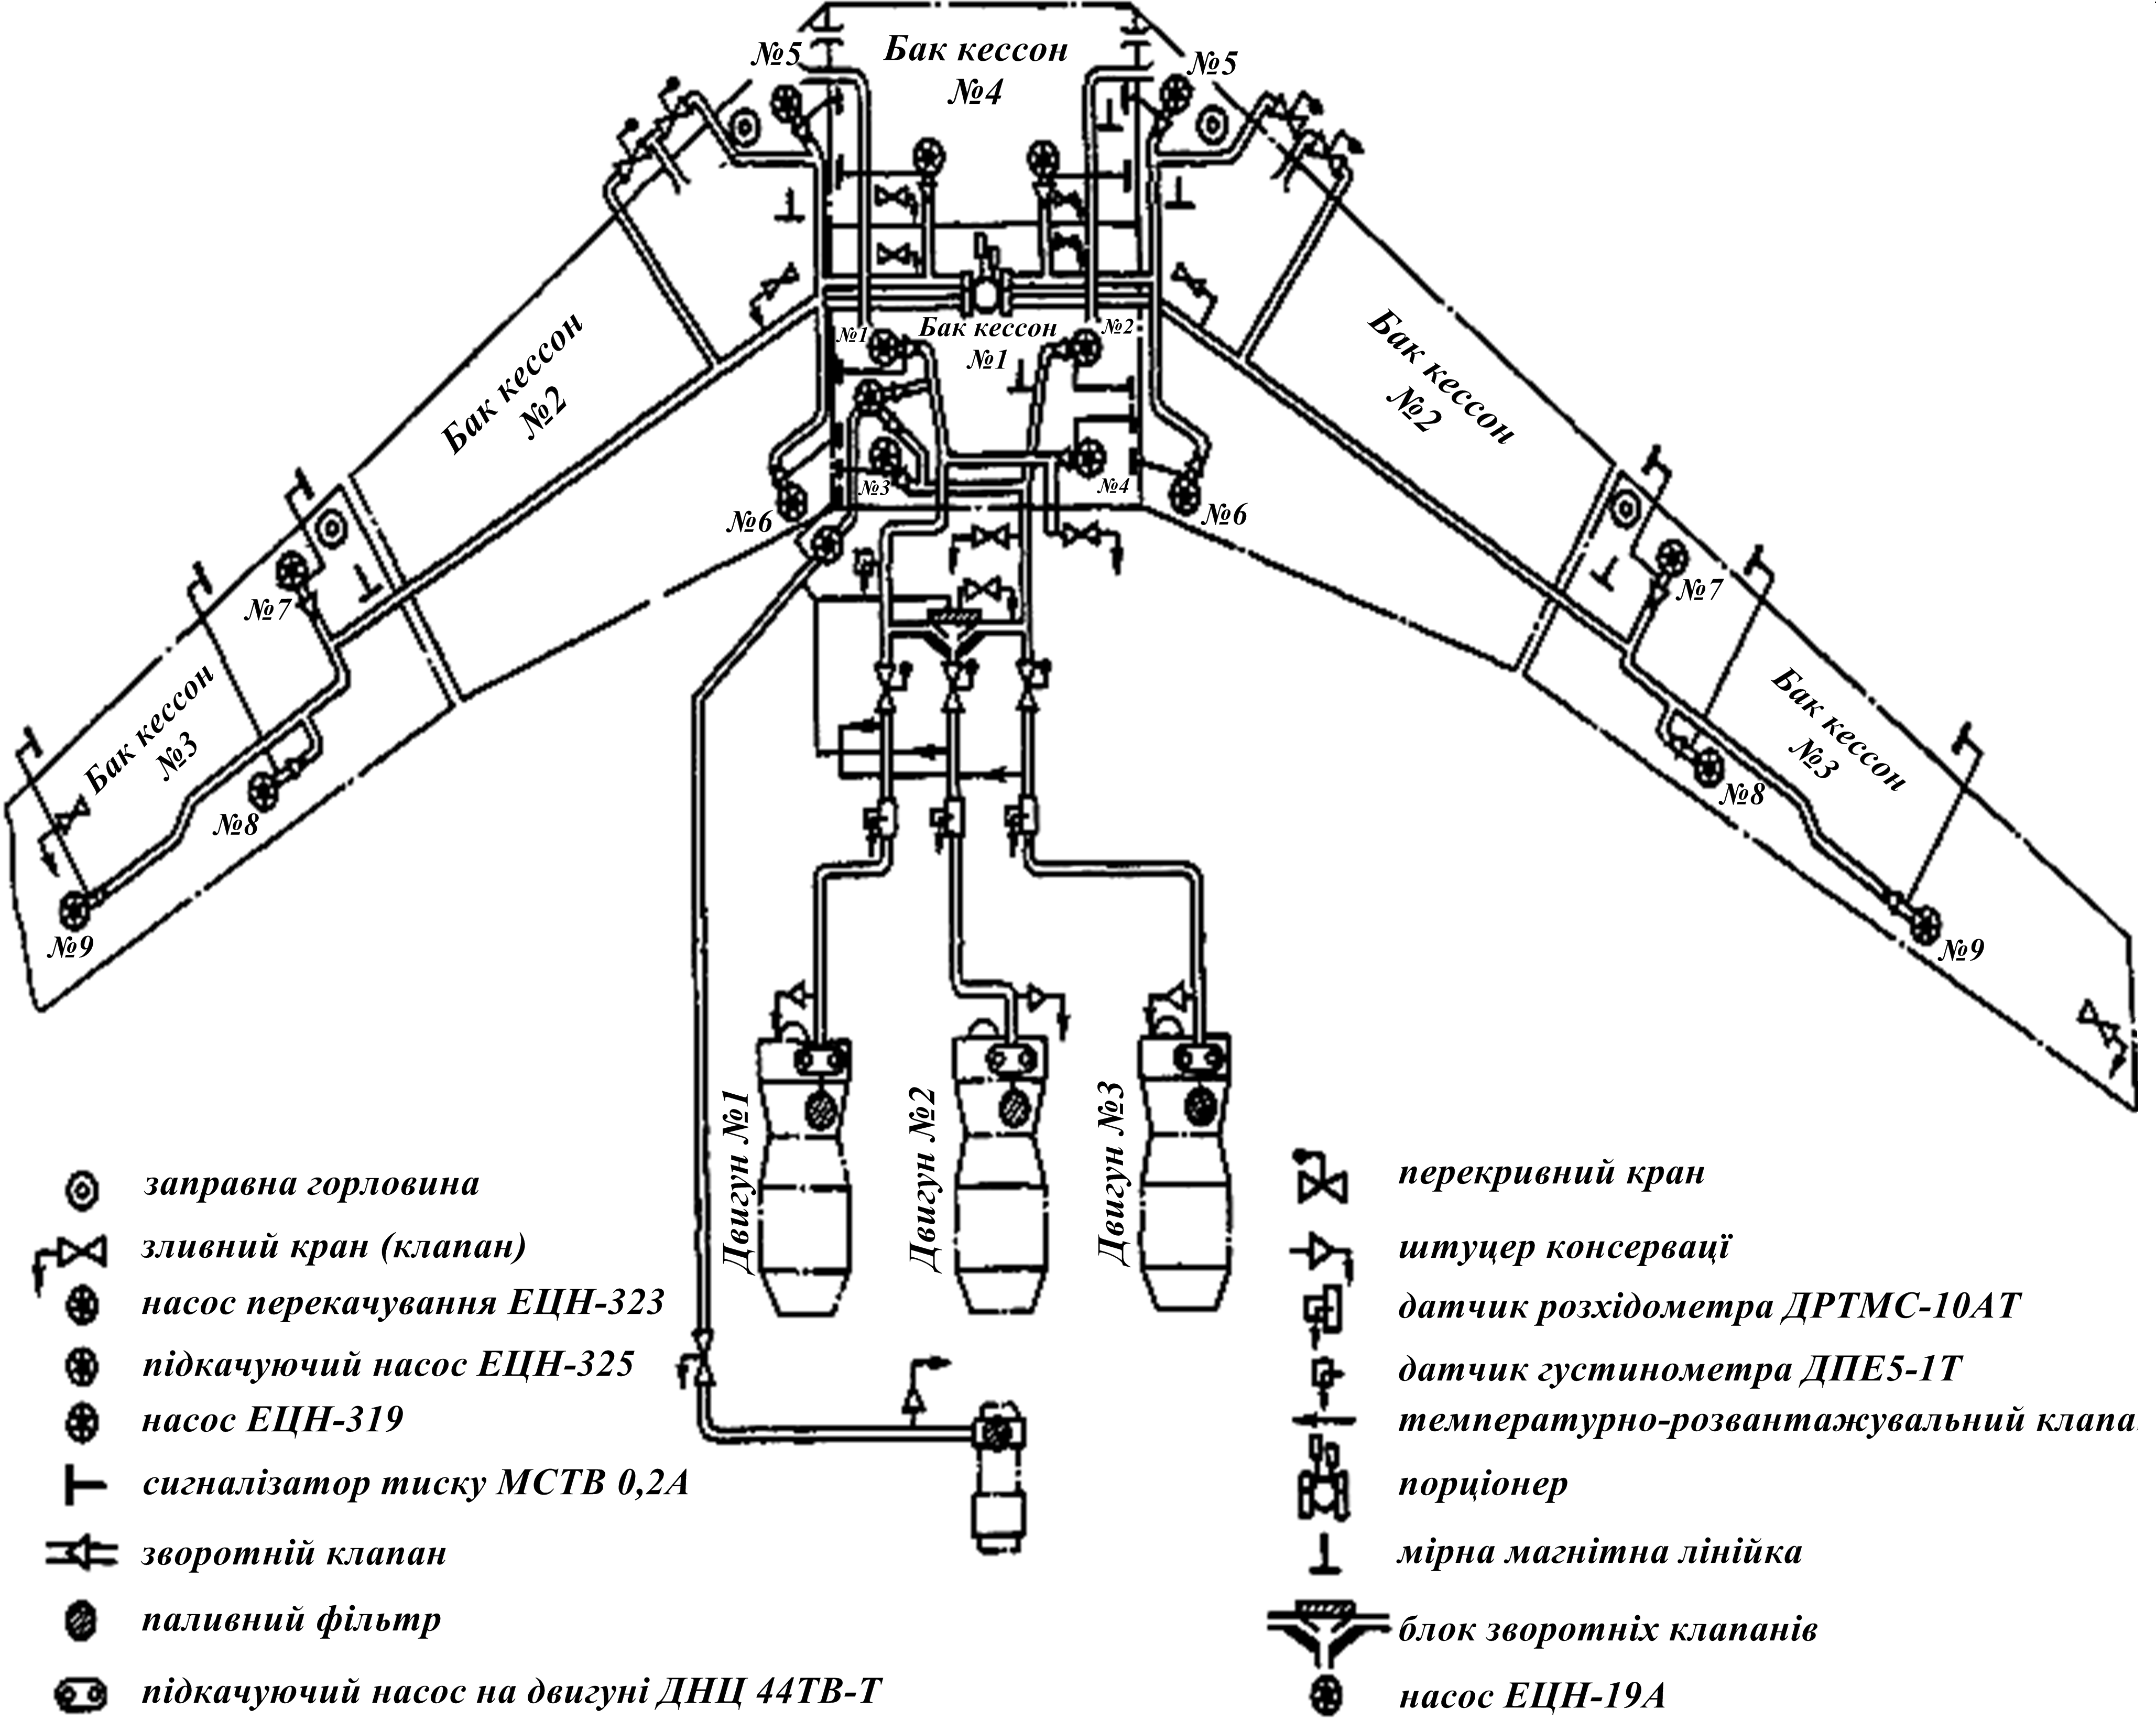 №5
Бак кессон
№4
№5
№1
Бак кессон
№1
№2
Бак кессон
№2
Бак кессон
№2
№3
№4
№6
№6
№7
№7
Бак кессон
№3
Бак кессон
№3
№8
№8
№9
№9
Двигун №1
Двигун №2
Двигун №3
заправна горловина
зливний кран (клапан)
насос перекачування ЕЦН-323
підкачуючий насос ЕЦН-325
насос ЕЦН-319
сигналізатор тиску МСТВ 0,2А
зворотній клапан
паливний фільтр
підкачуючий насос на двигуні ДНЦ 44ТВ-Т
перекривний кран
штуцер консервації
датчик розхідометра ДРТМС-10АТ
датчик густинометра ДПЕ5-1Т
температурно-розвантажувальний клапа
порціонер
мірна магнітна лінійка
блок зворотніх клапанів
насос ЕЦН-19А